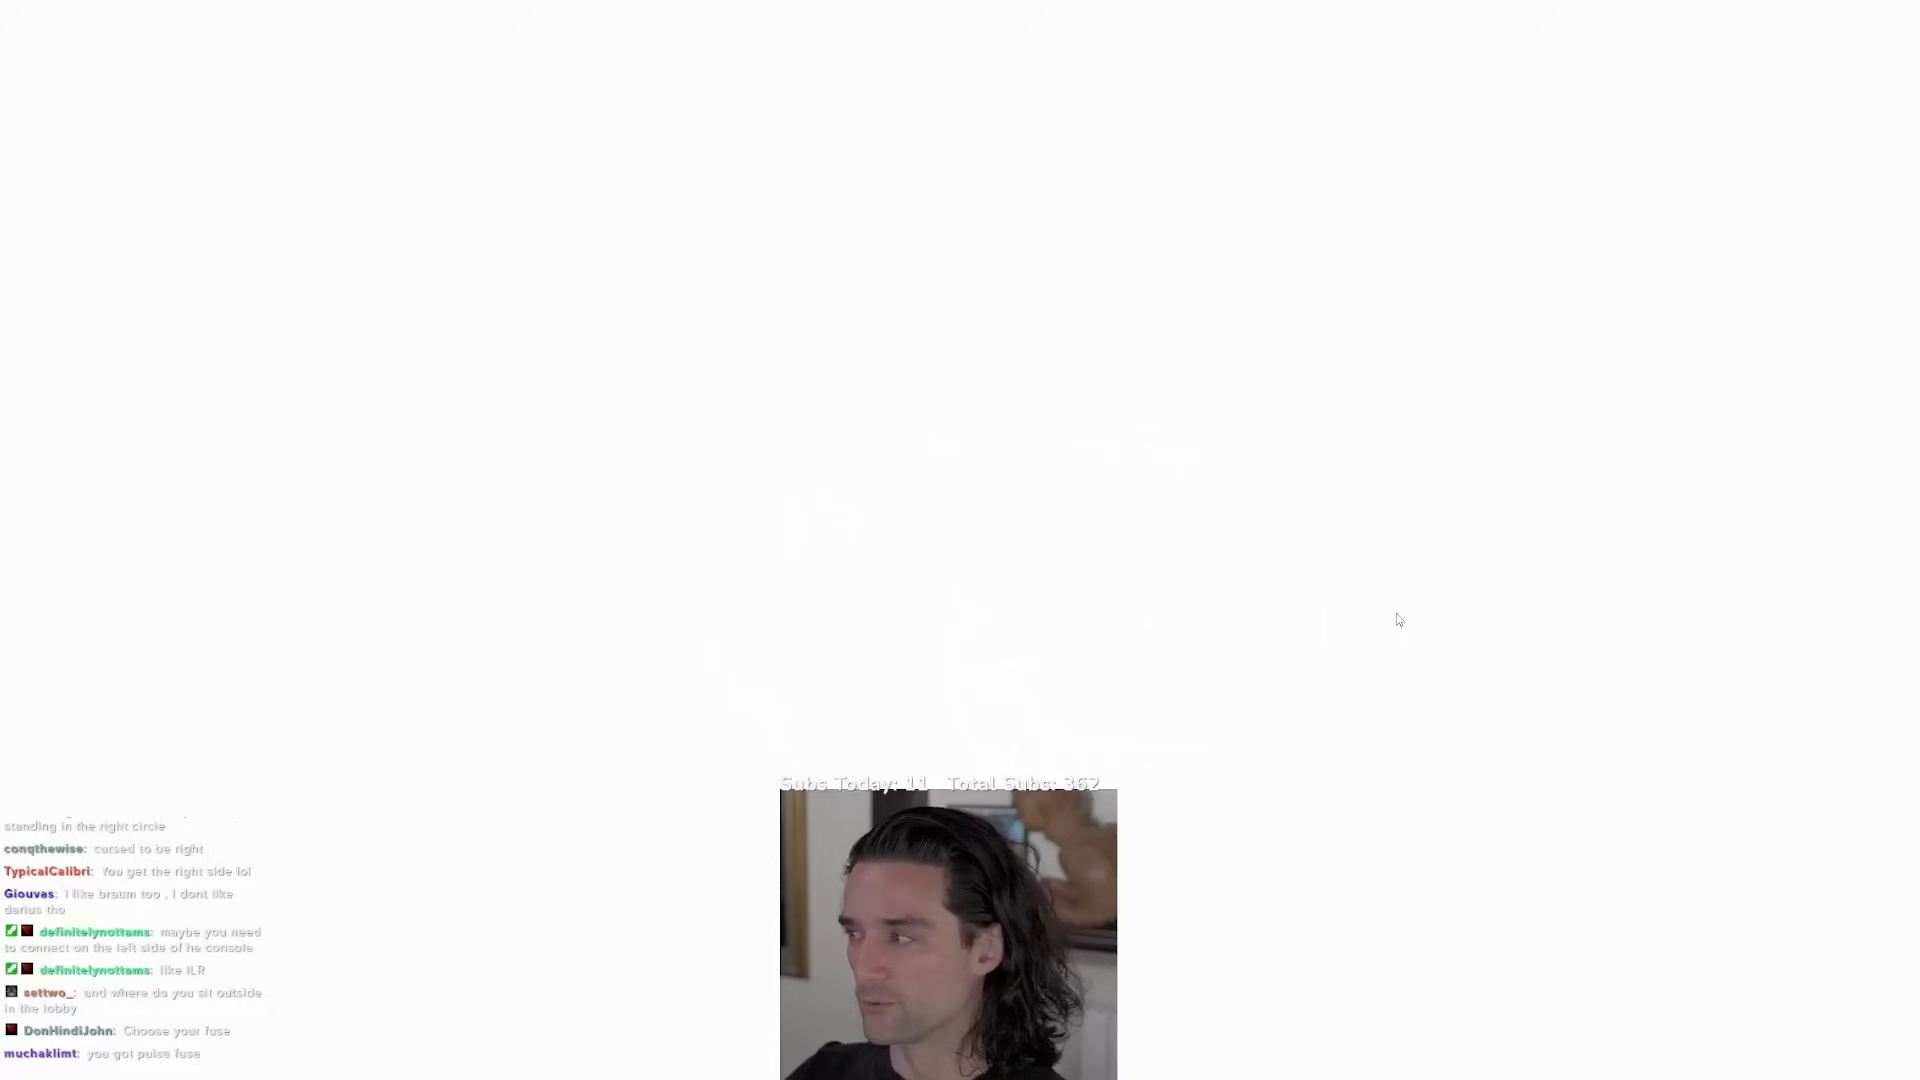 Subs Today: 11 Total Subs: 362
standing in the right circle
conqthewise: cursed to be right
TypicalCalibri: You get the right side lol
Giouvas: I like braum too , I dont like
darius tho
definitelynottams: maybe you need
to connect on the left side of he console
definitelynottams: like ILR
settwo_: and where do you sit outside
in the lobby
DonHindiJohn: Choose your fuse
muchaklimt: you got pulse fuse